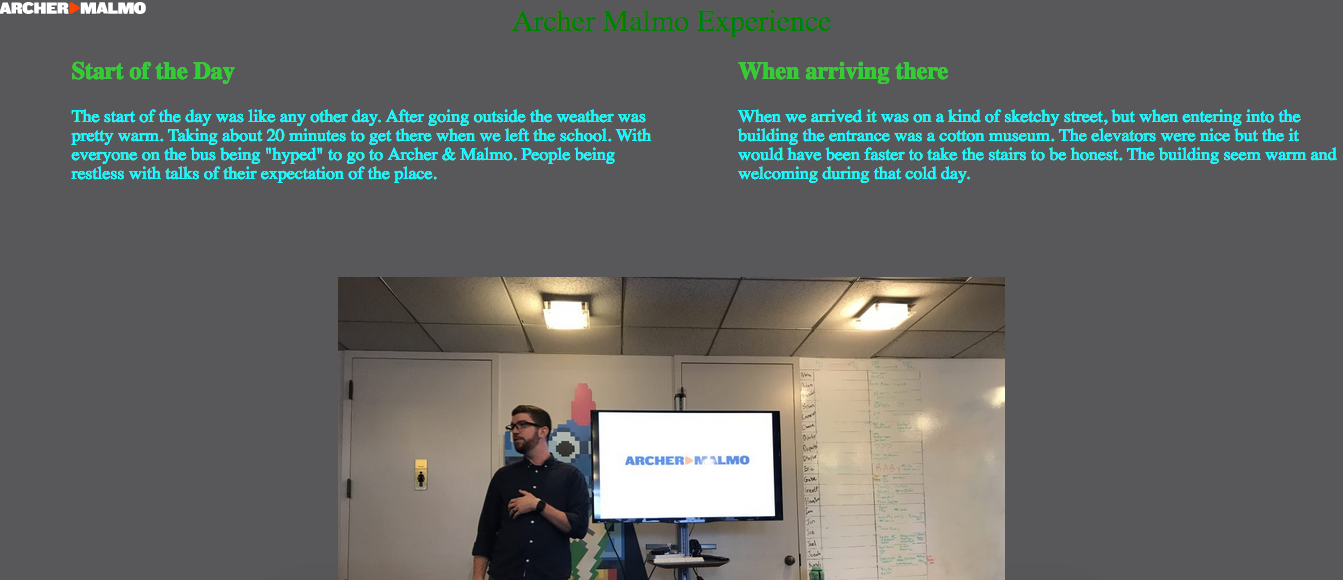 ARCHER MALMO
Archer Malmo Experience
Start of the Day
The start of the day was like any other day. After going outside the weather was
pretty warm. Taking about 20 minutes to get there when we left the school. With
everyone on the bus being "hyped" to go to Archer & Malmo. People being
restless with talks of their expectation of the place.
When arriving there
When we arrived it was on a kind of sketchy street, but when entering into the
building the entrance was a cotton museum. The elevators were nice but the it
would have been faster to take the stairs to be honest. The building seem warm and
welcoming during that cold day.
ARCHER MALMO